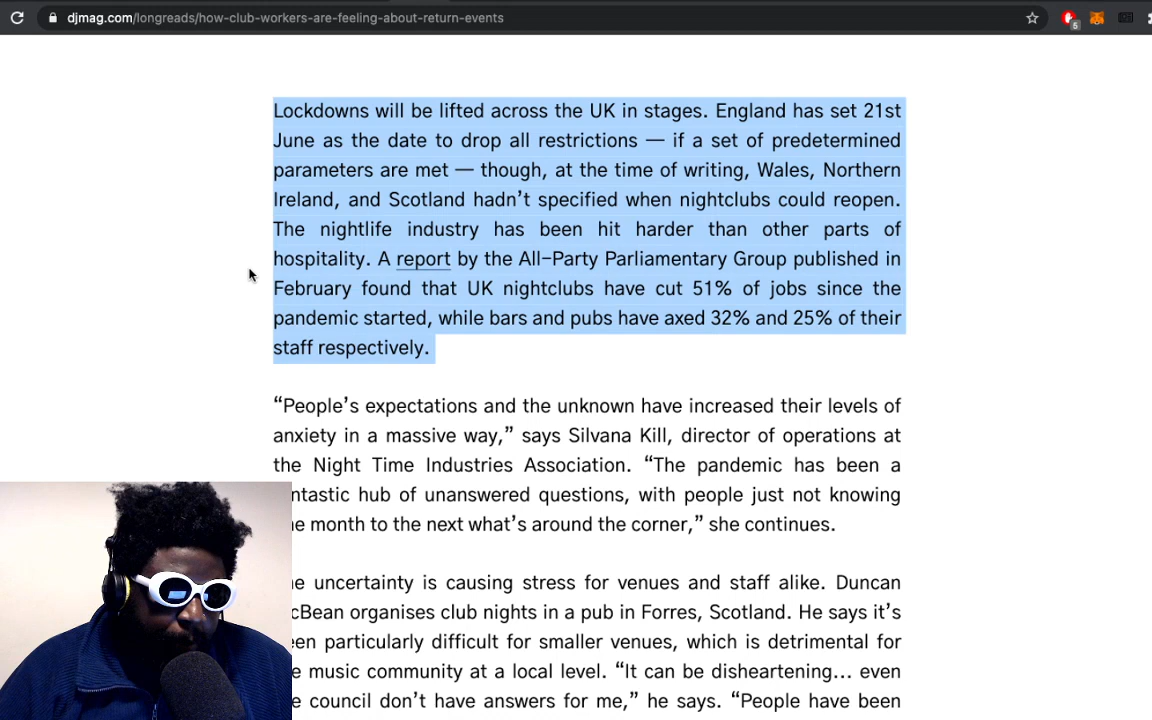 djmag.com/longreads/how-club-workers-are-feeling-about-return-events
5
Lockdowns will be lifted across the UK in stages. England has set 21st
June as the date to drop all restrictions — if a set of predetermined
parameters are met — though, at the time of writing, Wales, Northern
Ireland, and Scotland hadn’t specified when nightclubs could reopen.
The nightlife industry has been hit harder than other parts of
hospitality. A report by the All-Party Parliamentary Group published in
February found that UK nightclubs have cut 51% of jobs since the
pandemic started, while bars and pubs have axed 32% and 25% of their
staff respectively.
“People’s expectations and the unknown have increased their levels of
anxiety in a massive way,” says Silvana Kill, director of operations at
the Night Time Industries Association. “The pandemic has been a
ntastic hub of unanswered questions, with people just not knowing
e month to the next what’s around the corner,” she continues.
e uncertainty is causing stress for venues and staff alike. Duncan
cBean organises club nights in a pub in Forres, Scotland. He says it’s
en particularly difficult for smaller venues, which is detrimental for
e music community at a local level. “It can be disheartening... even
e council don’t have answers for me,” he says. “People have been